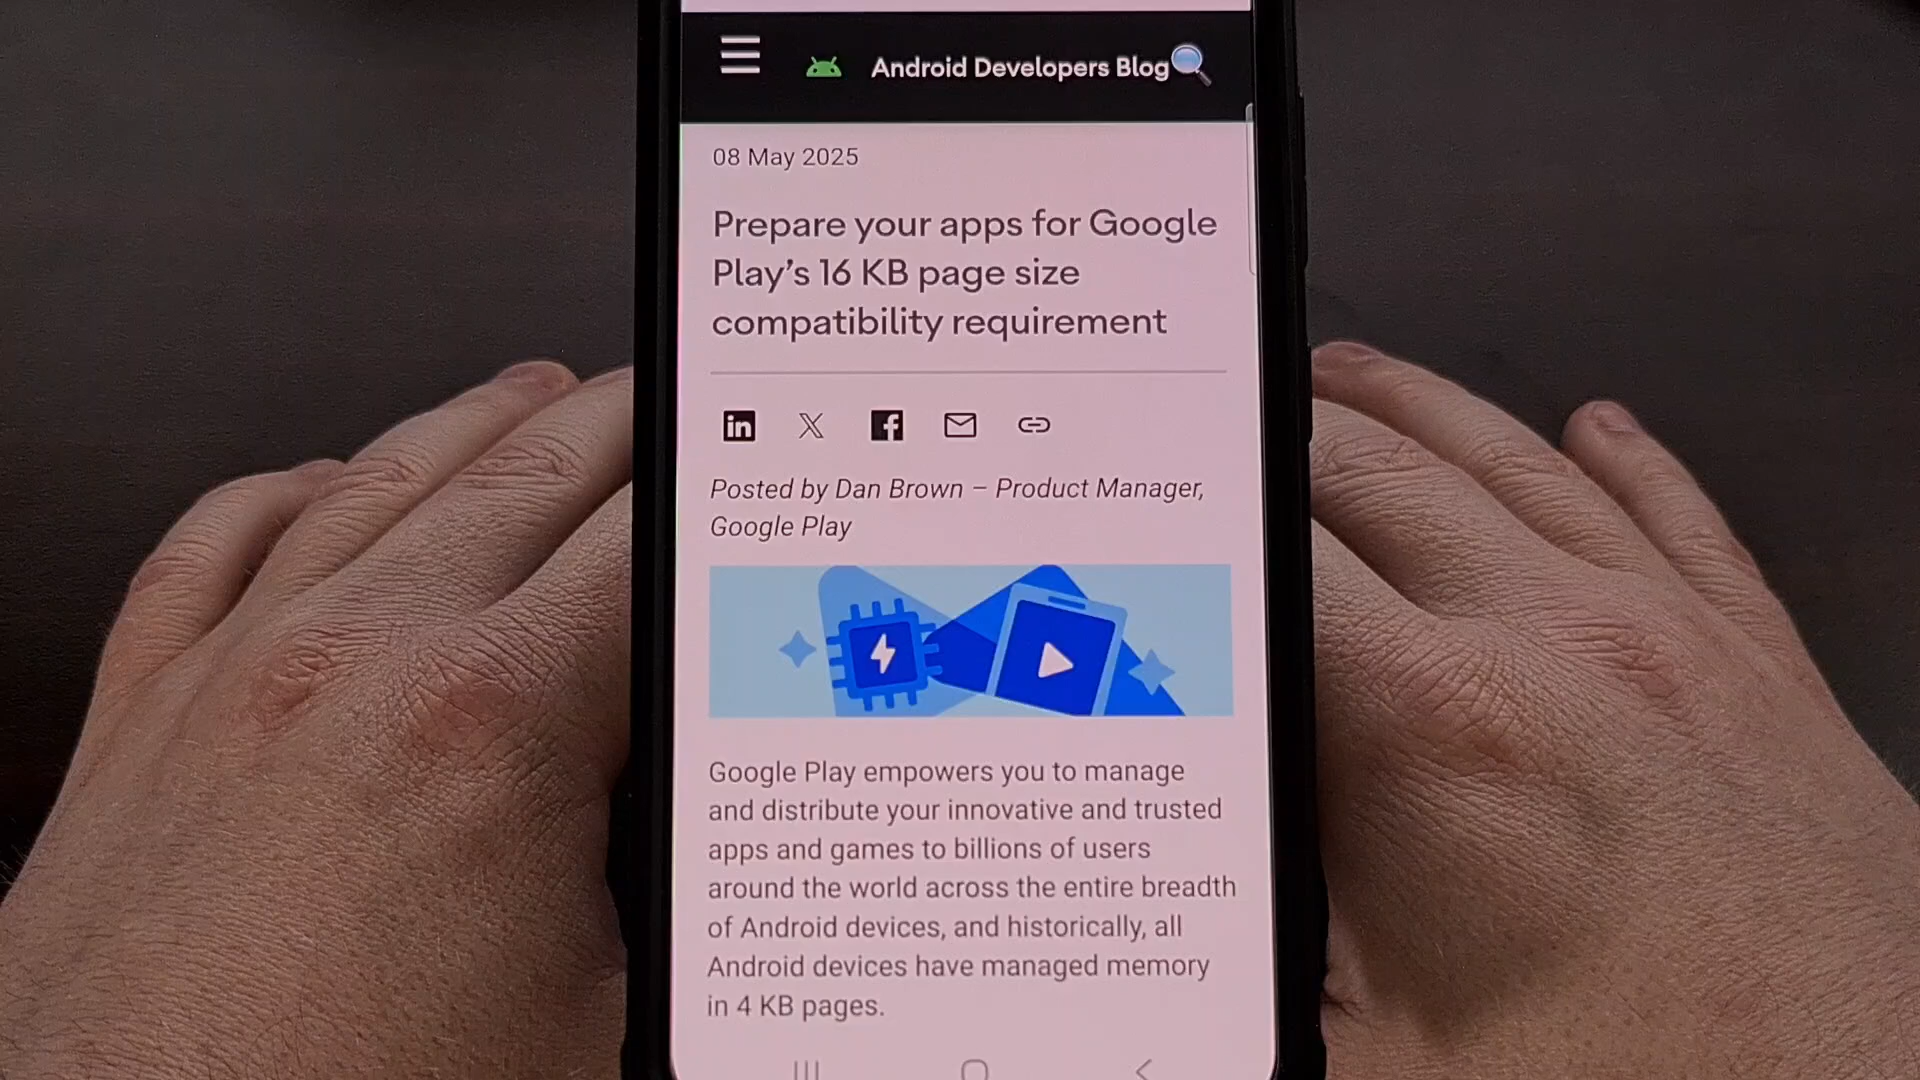 Android Developers Blog
08 May 2025
Prepare your apps for Google
Play’s 16 KB page size
compatibility requirement
in X f
Posted by Dan Brown – Product Manager,
Google Play
Google Play empowers you to manage
and distribute your innovative and trusted
apps and games to billions of users
around the world across the entire breadth
of Android devices, and historically, all
Android devices have managed memory
in 4 KB pages.